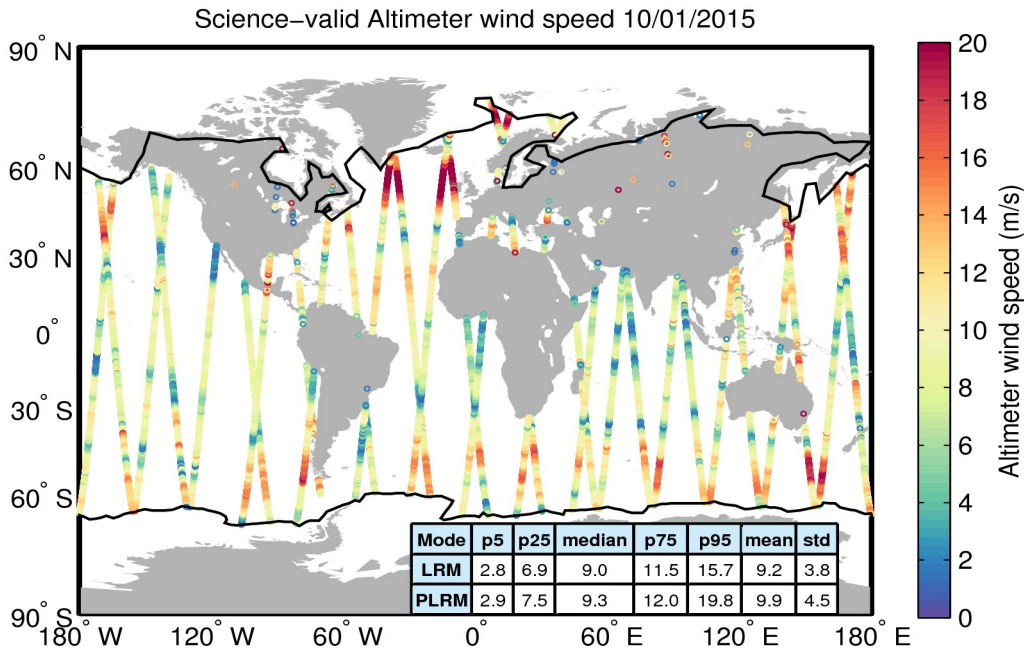 Science−valid Altimeter wind speed 10/01/2015
90° N
60° N
30° N
0°
30° S
60° S
90° S
180° W
120° W
60° W
0°
60° E
120° E
180° E
Mode p5 p25 median p75 p95 mean std
LRM 2.8 6.9 9.0 11.5 15.7 9.2 3.8
PLRM 2.9 7.5 9.3 12.0 19.8 9.9 4.5
20
18
16
14
12
10
8
6
4
2
0
Altimeter wind speed (m/s)